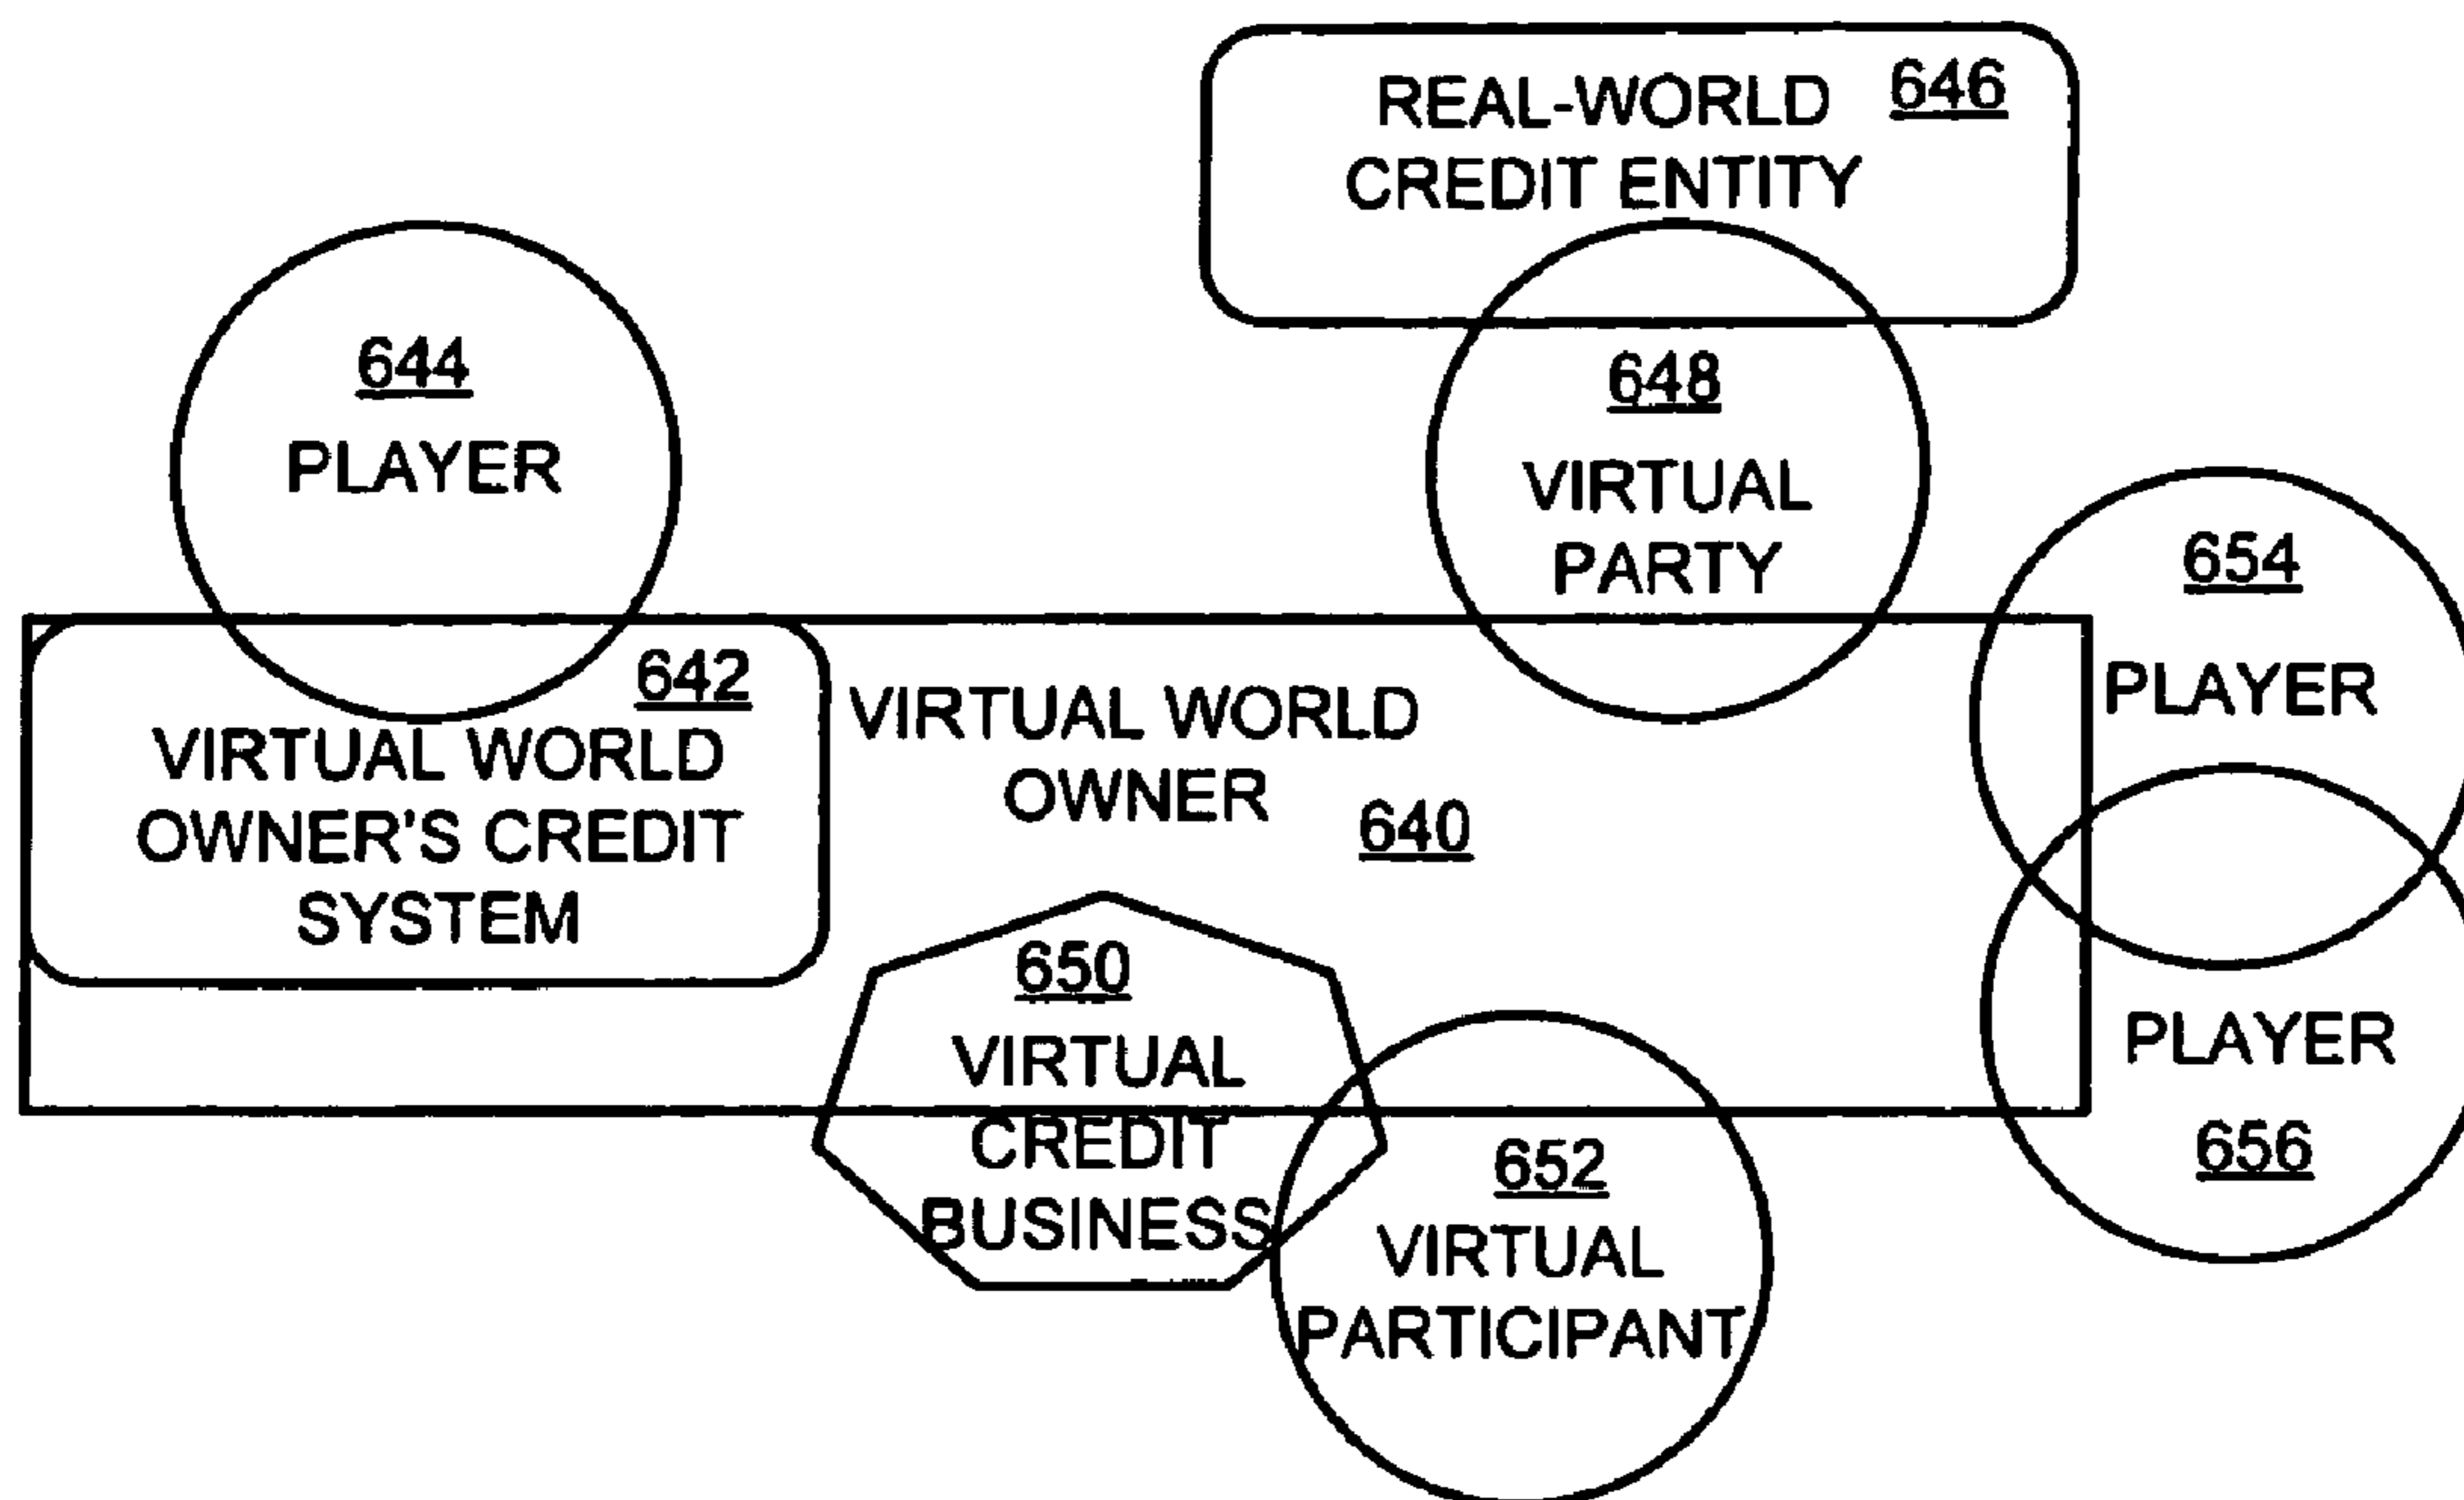 REAL-WORLD 646
CREDIT ENTITY
644
PLAYER
648
VIRTUAL
PARTY
654
PLAYER
642
VIRTUAL WORLD
OWNER'S CREDIT
SYSTEM
VIRTUAL WORLD
OWNER
640
650
VIRTUAL
CREDIT
BUSINESS
652
VIRTUAL
PARTICIPANT
PLAYER
656